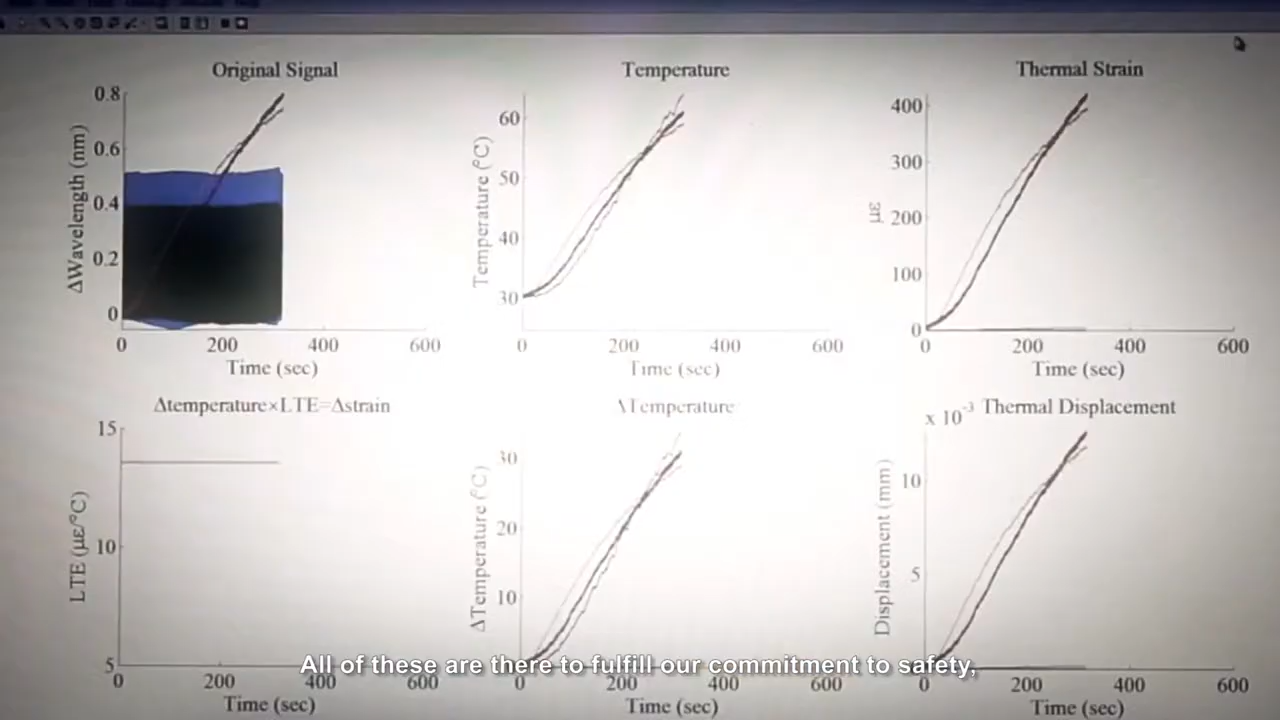 Original Signal
0.8
0.6
0.4
0.2
0
ΔWavelength (nm)
0 200 400 600
Time (sec)
Temperature
60
50
40
30
Temperature (°C)
0 200 400 600
Time (sec)
Thermal Strain
400
300
200
100
0
με
0 200 400 600
Time (sec)
Δtemperature×LTE=Δstrain
15
10
5
LTE (με/°C)
0 200 400 600
Time (sec)
ΔTemperature
30
20
10
ΔTemperature (°C)
0 200 400 600
Time (sec)
x 10⁻³ Thermal Displacement
10
5
0
Displacement (mm)
0 200 400 600
Time (sec)
All of these are there to fulfill our commitment to safety,